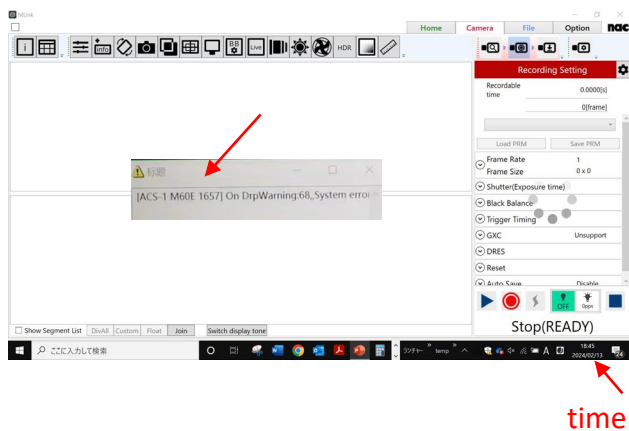 MLink
Home Camera File Option nac
i info BB Live HDR
Recording Setting
Recordable time 0.0000[s]
0[frame]
Load PRM Save PRM
Frame Rate 1
Frame Size 0 x 0
Shutter(Exposure time)
Black Balance
Trigger Timing
GXC Unsupport
DRES
Reset
Auto Save Disable
OFF 0pps
Stop(READY)
标题
[ACS-1 M60E 1657] On DrpWarning:68,,System error
Show Segment List DivAll Custom Float Join Switch display tone
ここに入力して検索
temp
A
18:45
2024/02/13
24
time